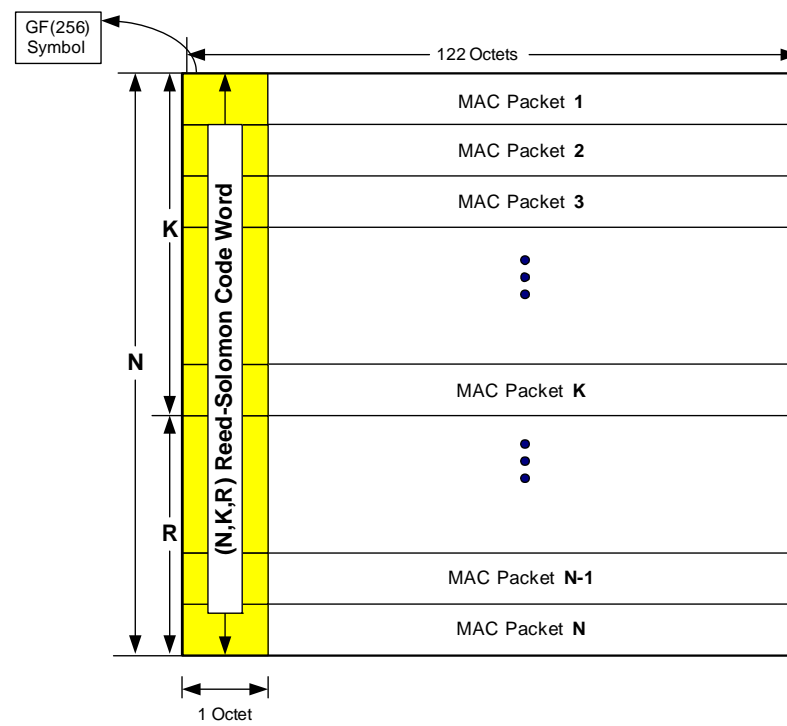 GF(256)
Symbol
122 Octets
MAC Packet 1
MAC Packet 2
MAC Packet 3
K
N
(N,K,R) Reed-Solomon Code Word
MAC Packet K
R
MAC Packet N-1
MAC Packet N
1 Octet